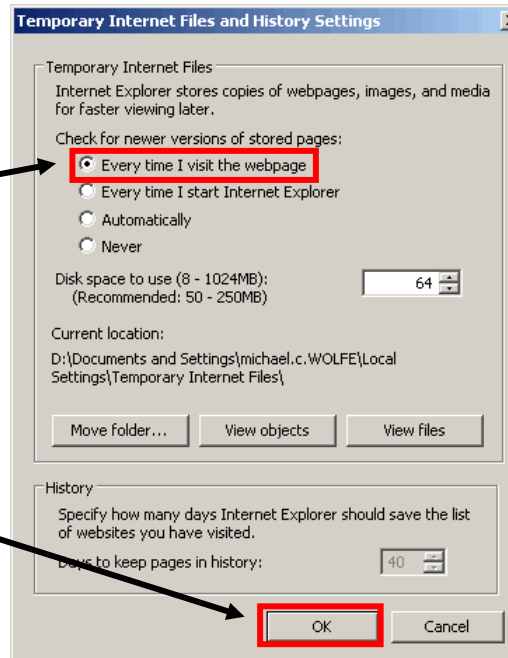 Temporary Internet Files and History Settings
Temporary Internet Files
Internet Explorer stores copies of webpages, images, and media
for faster viewing later.
Check for newer versions of stored pages:
Every time I visit the webpage
Every time I start Internet Explorer
Automatically
Never
Disk space to use (8 - 1024MB): 64
(Recommended: 50 - 250MB)
Current location:
D:\Documents and Settings\michael.c.WOLFE\Local
Settings\Temporary Internet Files\
Move folder... View objects View files
History
Specify how many days Internet Explorer should save the list
of websites you have visited.
Days to keep pages in history: 40
OK Cancel